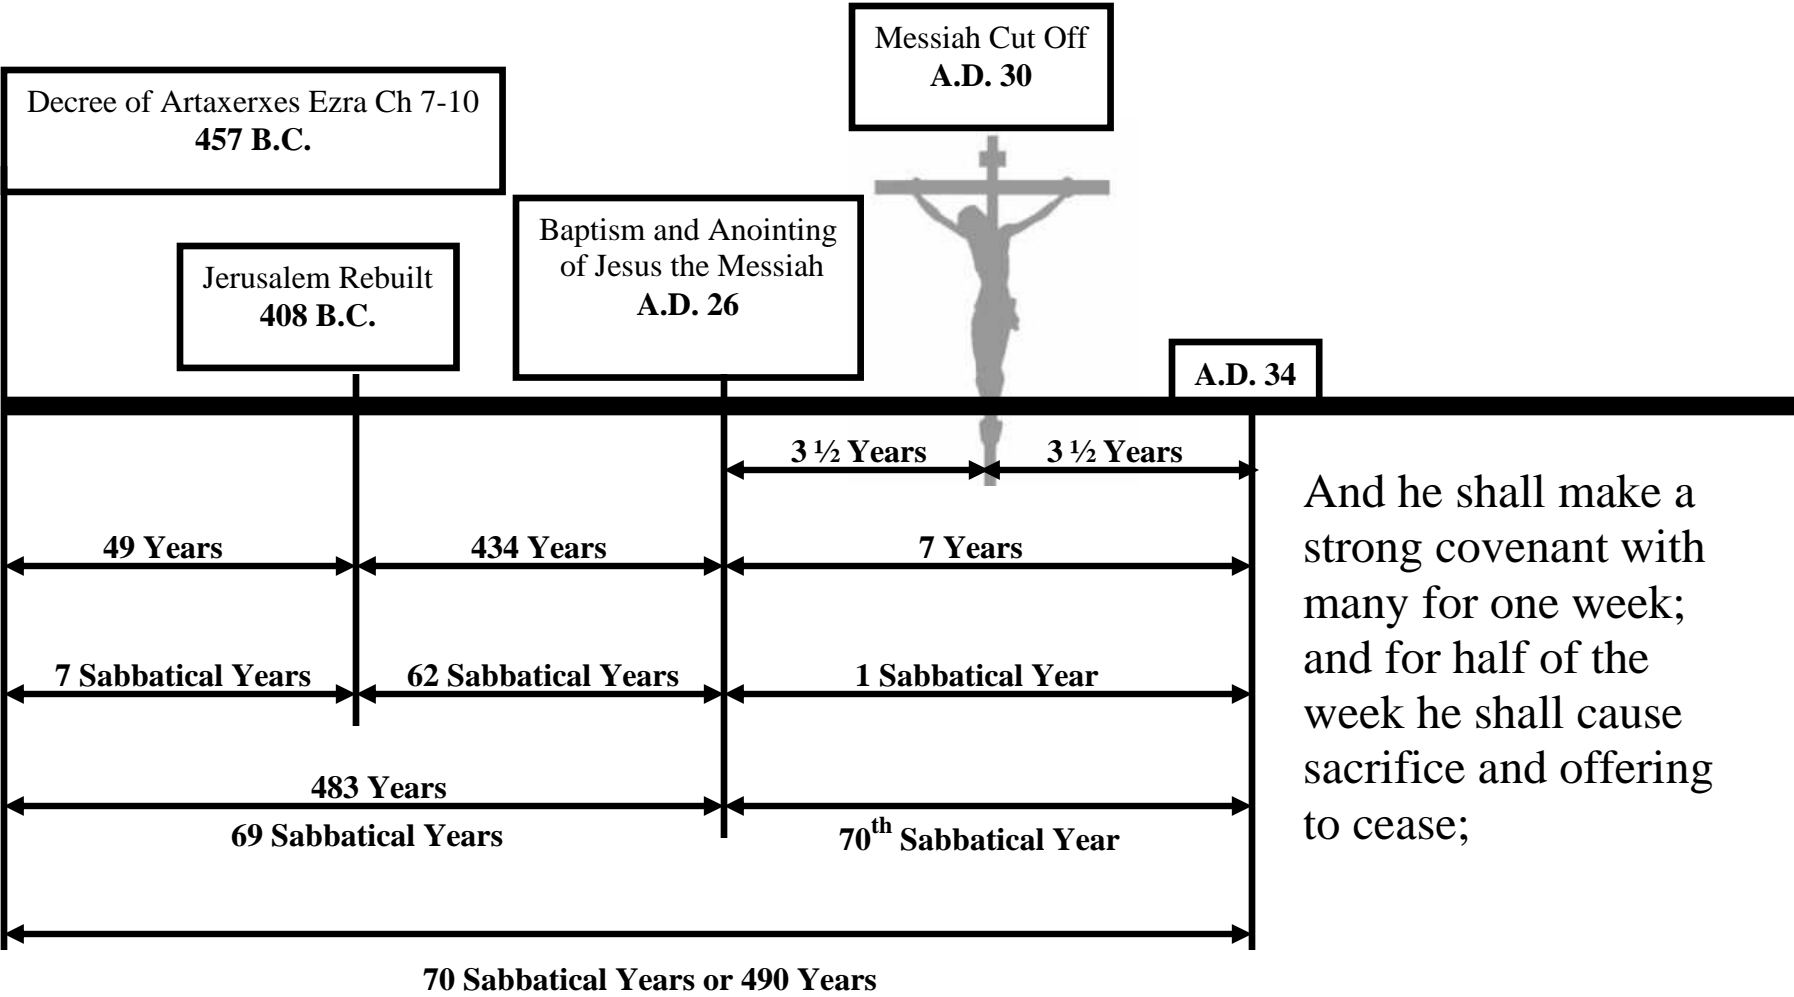 Messiah Cut Off
A.D. 30
Decree of Artaxerxes Ezra Ch 7-10
457 B.C.
Baptism and Anointing
of Jesus the Messiah
A.D. 26
Jerusalem Rebuilt
408 B.C.
A.D. 34
3 ½ Years
3 ½ Years
49 Years
434 Years
7 Years
7 Sabbatical Years
62 Sabbatical Years
1 Sabbatical Year
483 Years
69 Sabbatical Years
70th Sabbatical Year
70 Sabbatical Years or 490 Years
And he shall make a
strong covenant with
many for one week;
and for half of the
week he shall cause
sacrifice and offering
to cease;